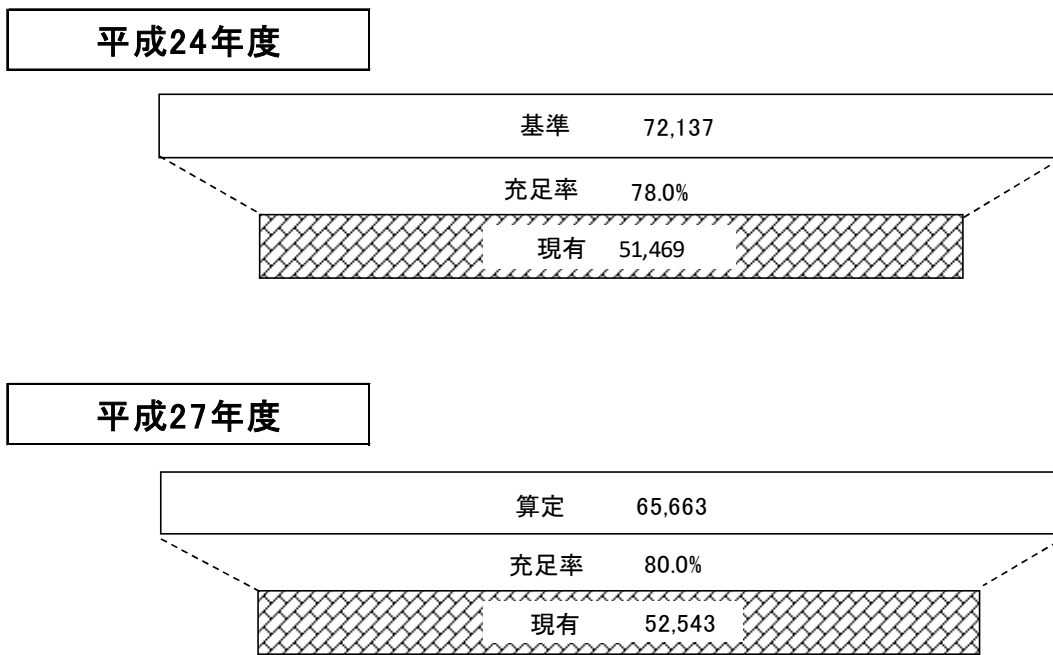 平成24年度
基準 72,137
充足率 78.0%
現有 51,469
平成27年度
算定 65,663
充足率 80.0%
現有 52,543